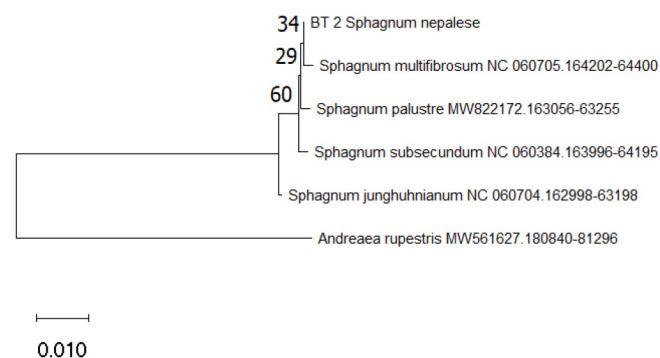 34
BT 2 Sphagnum nepalese
29
Sphagnum multifibrosum NC 060705.164202-64400
60
Sphagnum palustre MW822172.163056-63255
Sphagnum subsecundum NC 060384.163996-64195
Sphagnum junghuhnianum NC 060704.162998-63198
Andreaea rupestris MW561627.180840-81296
0.010